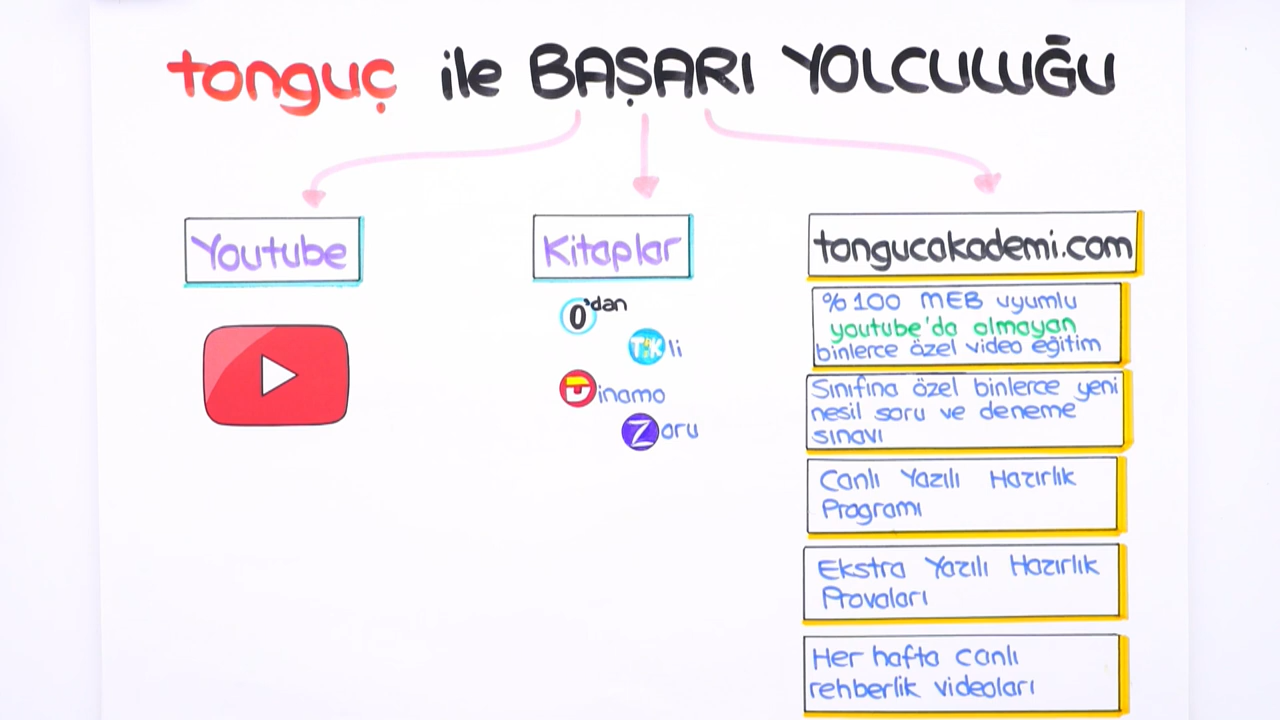 tonguç ile BAŞARI YOLCULUĞU
Youtube
Kitaplar
0'dan
TİKli
Dinamo
Zoru
tongucakademi.com
%100 MEB uyumlu
youtube'da olmayan
binlerce özel video eğitim
Sınıfına özel binlerce yeni
nesil soru ve deneme
sınavı
Canlı Yazılı Hazırlık
Programı
Ekstra Yazılı Hazırlık
Provaları
Her hafta canlı
rehberlik videoları